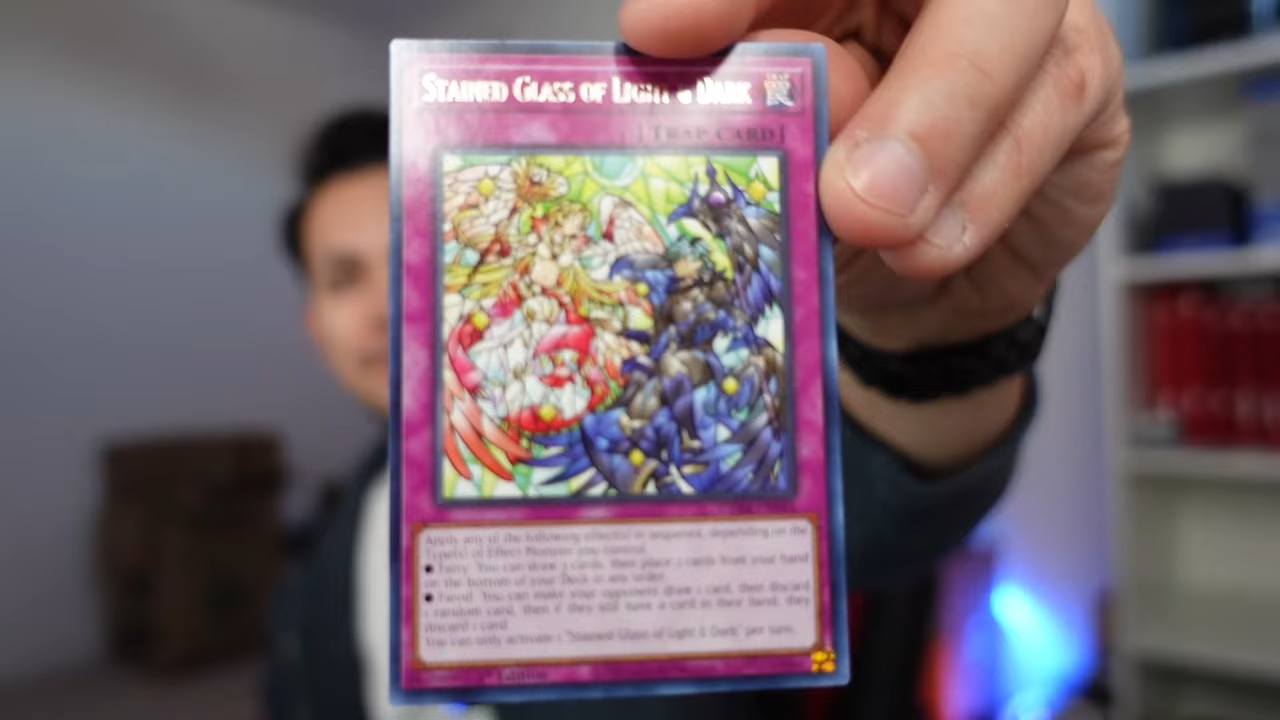 STAINED GLASS OF LIGHT & DARK
[TRAP CARD]
Apply any of the following effect(s) in sequence, depending on the
Type(s) of Effect Monster you control.
● Fairy: You can draw 2 cards, then place 2 cards from your hand
on the bottom of your Deck in any order.
● Fiend: You can make your opponent draw 1 card, then discard
1 random card, then if they still have a card in their hand, they
discard 1 card.
You can only activate 1 "Stained Glass of Light & Dark" per turn.
Edition